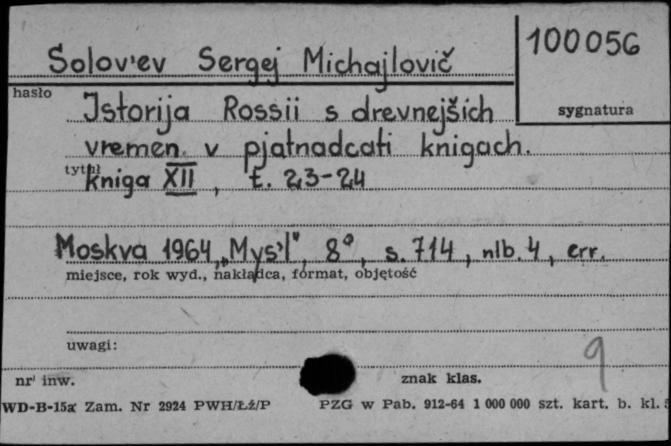 Solov'ev Sergej Michajlovič
100056
hasło
sygnatura
Istorija Rossii s drevnejšich
vremen v pjatnadcati knigach.
tytuł
kniga XII, t. 23-24
Moskva 1964, „Mys'l", 8°, s. 714, nlb. 4, err.
miejsce, rok wyd., nakładca, format, objętość
uwagi:
9
nr inw.
znak klas.
WD-B-15a Zam. Nr 2924 PWH/Łź/P
PZG w Pab. 912-64 1 000 000 szt. kart. b. kl. 5